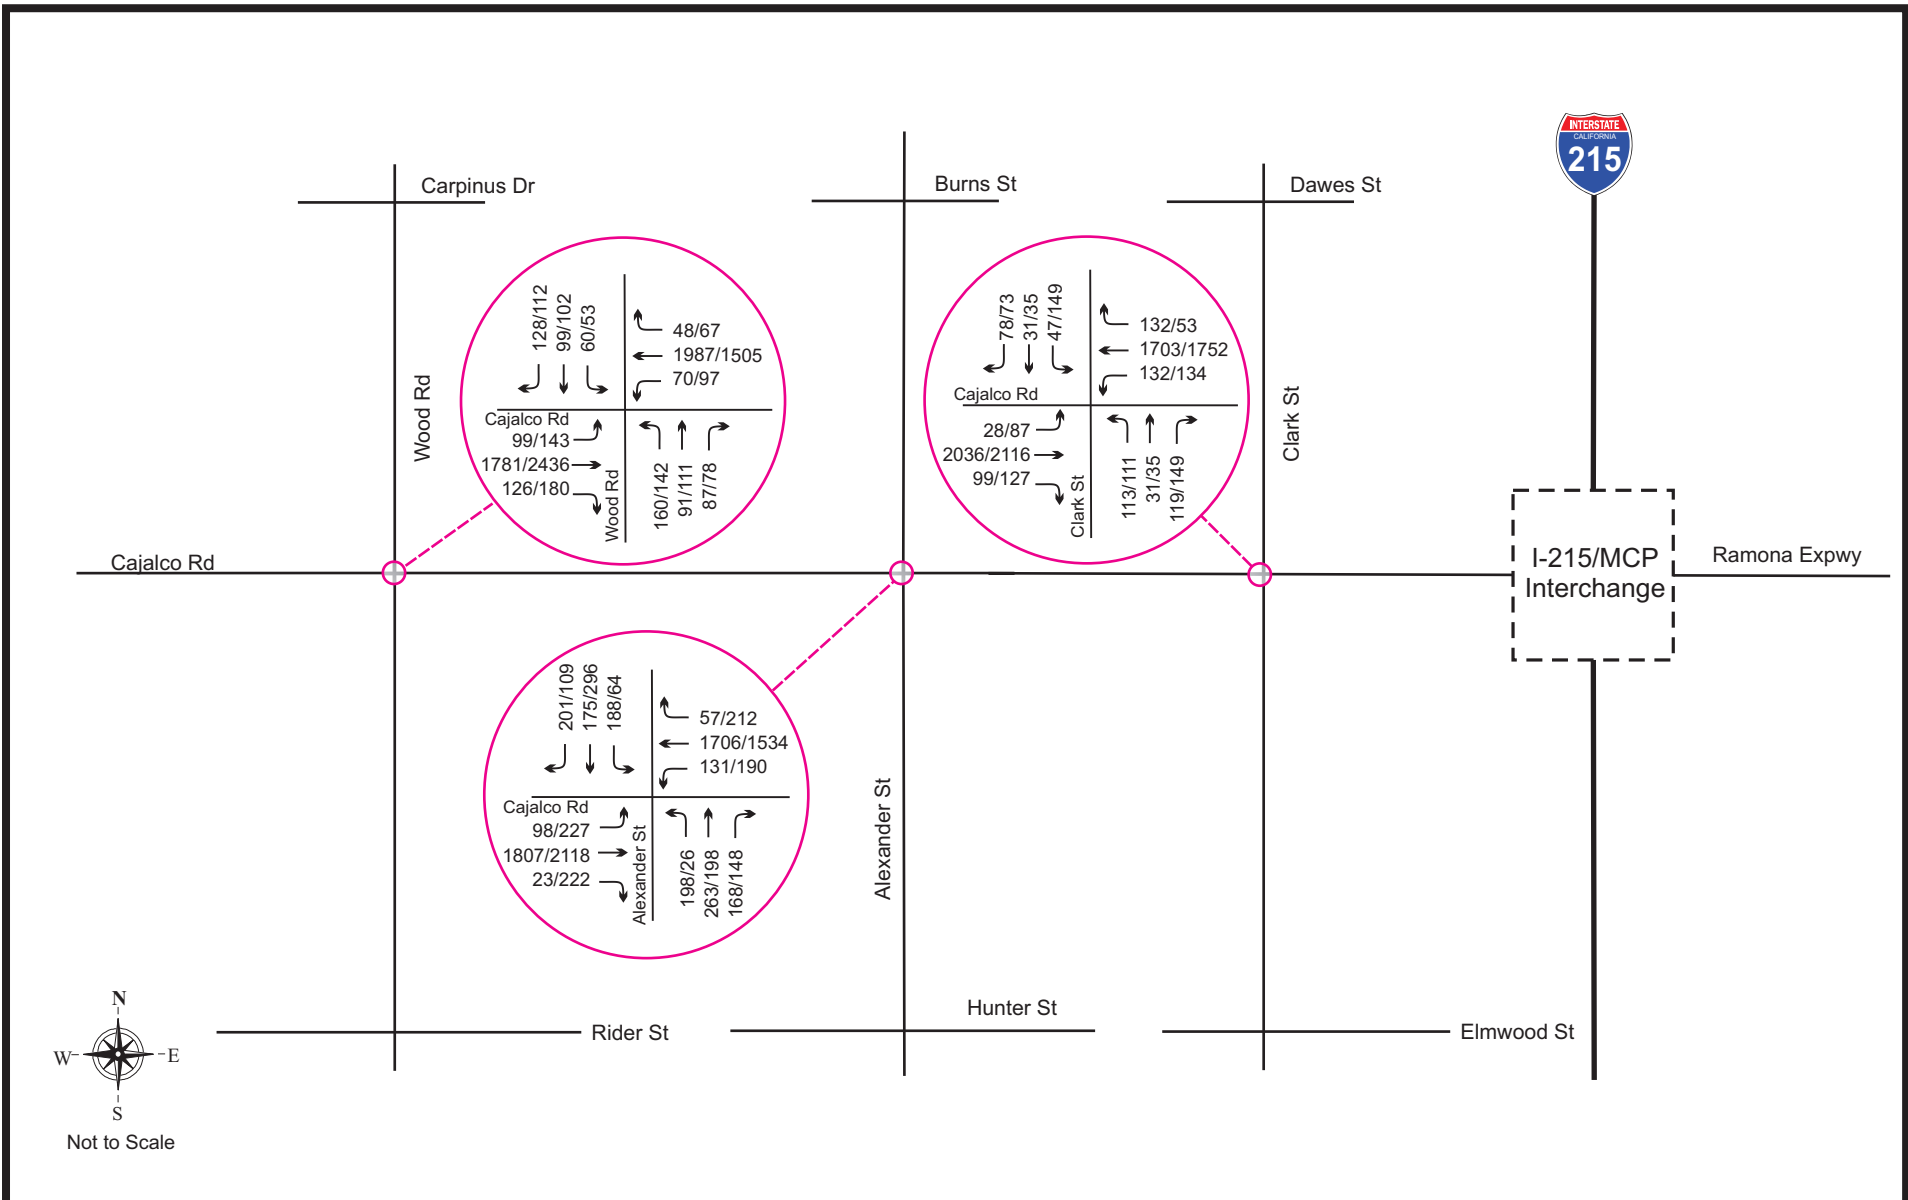 INTERSTATE
CALIFORNIA
215
Carpinus Dr
Burns St
Dawes St
Wood Rd
128/112
99/102
60/53
48/67
1987/1505
70/97
Cajalco Rd
99/143
1781/2436
126/180
Wood Rd
160/142
91/111
87/78
78/73
31/35
47/149
132/53
1703/1752
132/134
Cajalco Rd
28/87
2036/2116
99/127
Clark St
113/111
31/35
119/149
Clark St
Cajalco Rd
I-215/MCP
Interchange
Ramona Expwy
201/109
175/296
188/64
57/212
1706/1534
131/190
Cajalco Rd
98/227
1807/2118
23/222
Alexander St
198/26
263/198
168/148
Alexander St
N
W
E
S
Not to Scale
Rider St
Hunter St
Elmwood St